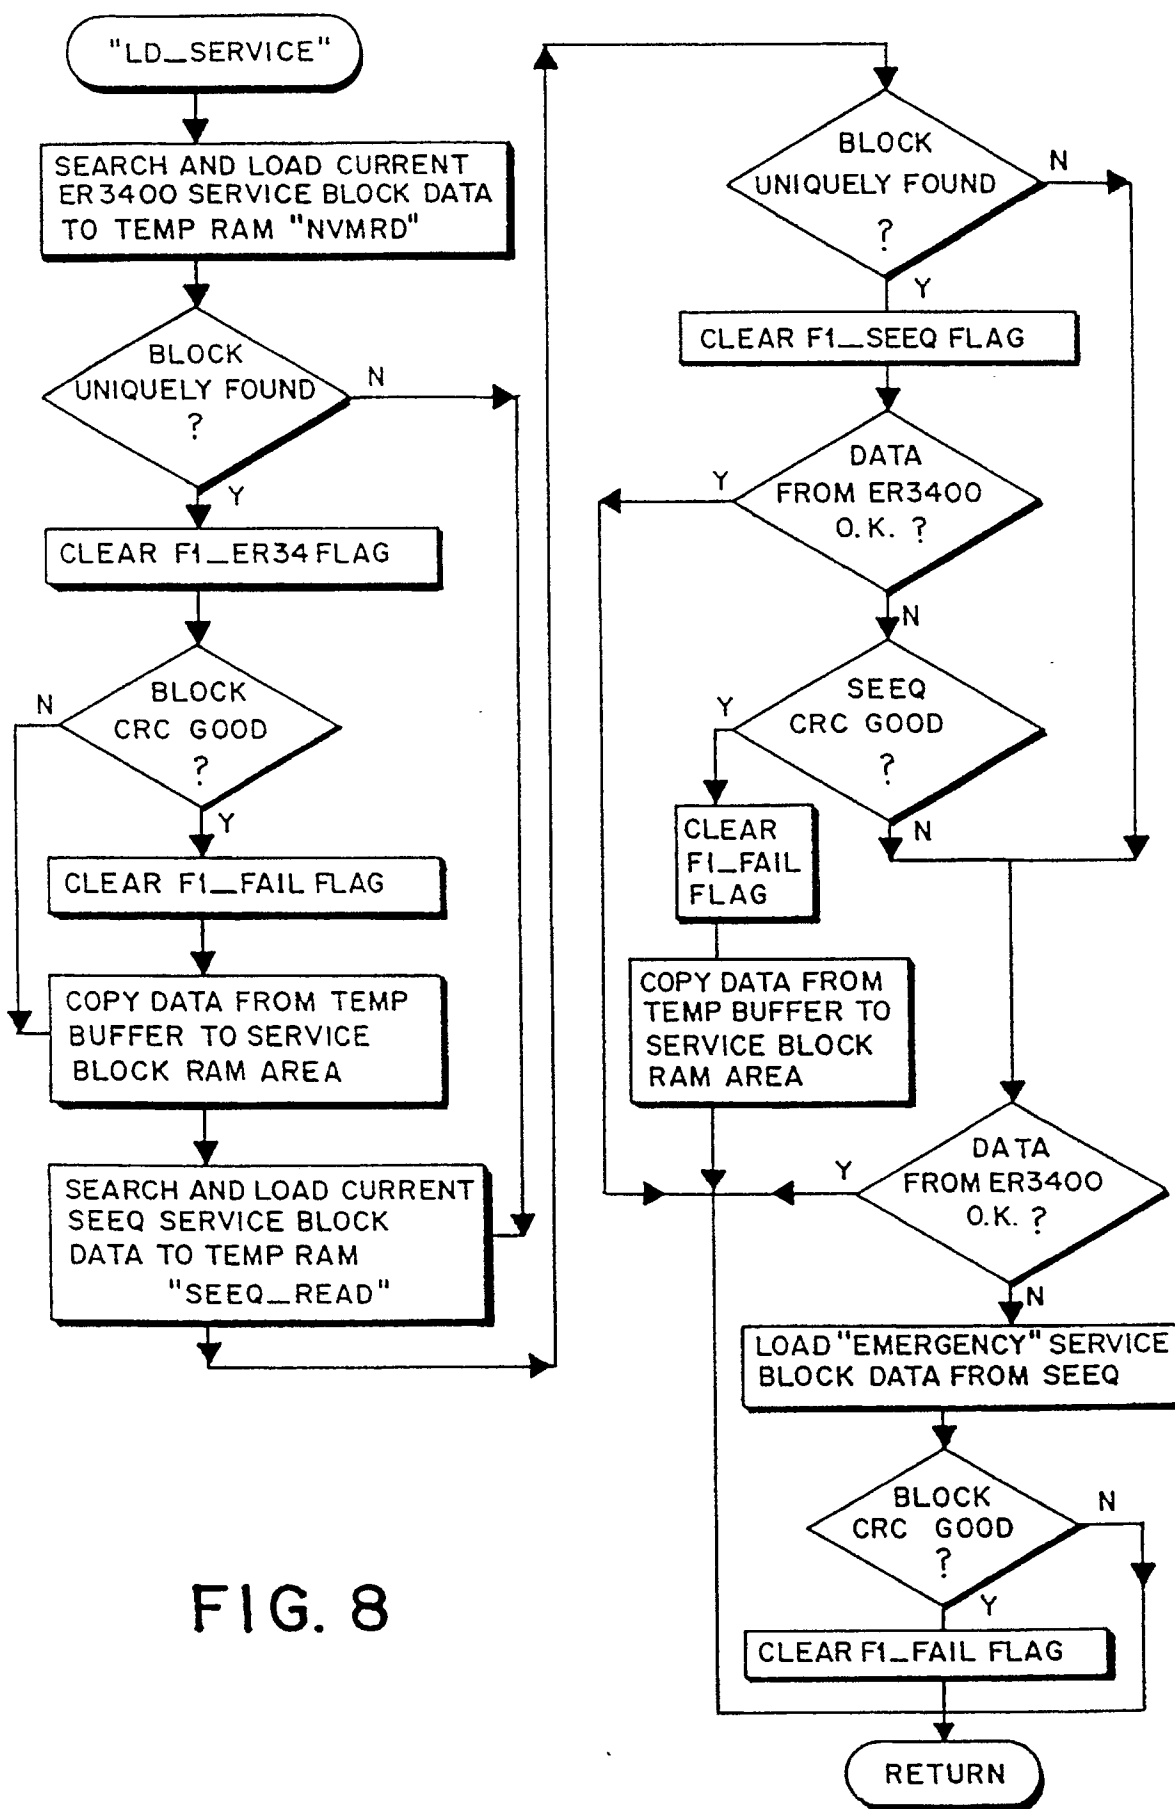 "LD_SERVICE"
SEARCH AND LOAD CURRENT
ER3400 SERVICE BLOCK DATA
TO TEMP RAM "NVMRD"
BLOCK
UNIQUELY FOUND
?
N
Y
CLEAR F1_ER34 FLAG
BLOCK
CRC GOOD
?
N
Y
CLEAR F1_FAIL FLAG
COPY DATA FROM TEMP
BUFFER TO SERVICE
BLOCK RAM AREA
SEARCH AND LOAD CURRENT
SEEQ SERVICE BLOCK
DATA TO TEMP RAM
"SEEQ_READ"
BLOCK
UNIQUELY FOUND
?
N
Y
CLEAR F1_SEEQ FLAG
DATA
FROM ER3400
O.K. ?
Y
N
SEEQ
CRC GOOD
?
Y
N
CLEAR
F1_FAIL
FLAG
COPY DATA FROM
TEMP BUFFER TO
SERVICE BLOCK
RAM AREA
DATA
FROM ER3400
O.K. ?
Y
N
LOAD "EMERGENCY" SERVICE
BLOCK DATA FROM SEEQ
BLOCK
CRC GOOD
?
N
Y
CLEAR F1_FAIL FLAG
RETURN
FIG. 8